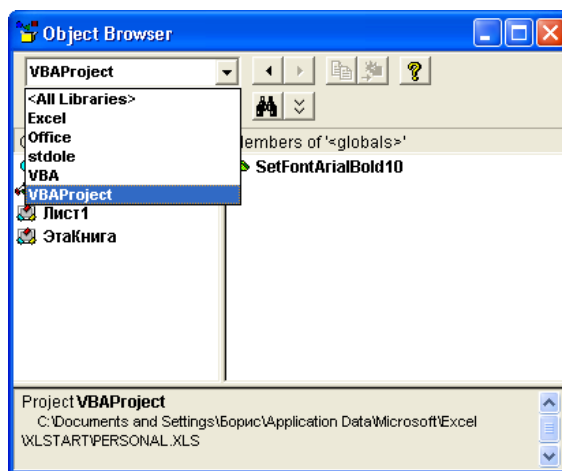 Object Browser
VBAProject
<All Libraries>
Excel
Office
stdole
VBA
VBAProject
embers of '<globals>'
SetFontArialBold10
Лист1
ЭтаКнига
Project VBAProject
C:\Documents and Settings\Борис\Application Data\Microsoft\Excel
\XLSTART\PERSONAL.XLS